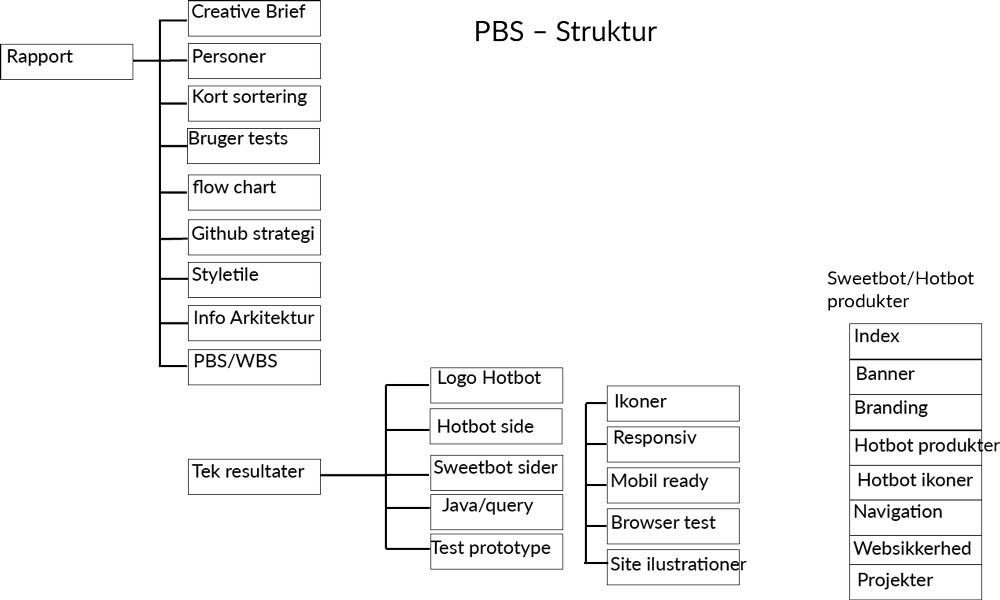 PBS – Struktur
Rapport
Creative Brief
Personer
Kort sortering
Bruger tests
flow chart
Github strategi
Styletile
Info Arkitektur
PBS/WBS
Tek resultater
Logo Hotbot
Hotbot side
Sweetbot sider
Java/query
Test prototype
Ikoner
Responsiv
Mobil ready
Browser test
Site ilustrationer
Sweetbot/Hotbot
produkter
Index
Banner
Branding
Hotbot produkter
Hotbot ikoner
Navigation
Websikkerhed
Projekter